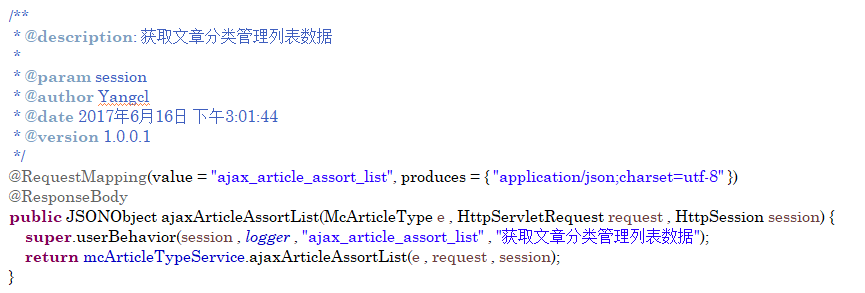 /**
 * @description: 获取文章分类管理列表数据
 *
 * @param session
 * @author Yangcl
 * @date 2017年6月16日 下午3:01:44
 * @version 1.0.0.1
 */
@RequestMapping(value = "ajax_article_assort_list", produces = { "application/json;charset=utf-8" })
@ResponseBody
public JSONObject ajaxArticleAssortList(McArticleType e , HttpServletRequest request , HttpSession session) {
    super.userBehavior(session , logger , "ajax_article_assort_list" , "获取文章分类管理列表数据");
    return mcArticleTypeService.ajaxArticleAssortList(e , request , session);
}